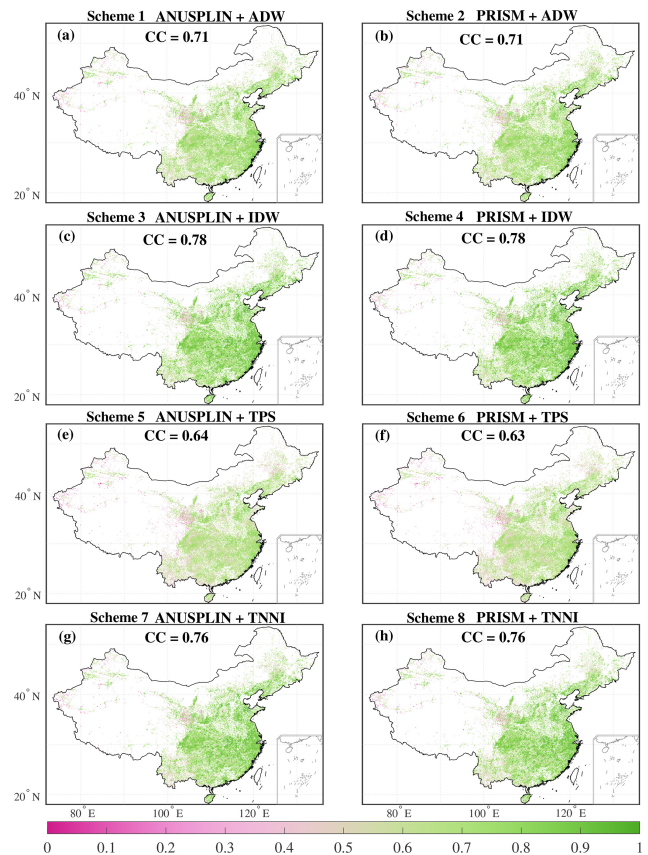 Scheme 1 ANUSPLIN + ADW
Scheme 2 PRISM + ADW
(a)
CC = 0.71
(b)
CC = 0.71
40° N
20° N
Scheme 3 ANUSPLIN + IDW
Scheme 4 PRISM + IDW
(c)
CC = 0.78
(d)
CC = 0.78
40° N
20° N
Scheme 5 ANUSPLIN + TPS
Scheme 6 PRISM + TPS
(e)
CC = 0.64
(f)
CC = 0.63
40° N
20° N
Scheme 7 ANUSPLIN + TNNI
Scheme 8 PRISM + TNNI
(g)
CC = 0.76
(h)
CC = 0.76
40° N
20° N
80° E 100° E 120° E
80° E 100° E 120° E
0 0.1 0.2 0.3 0.4 0.5 0.6 0.7 0.8 0.9 1